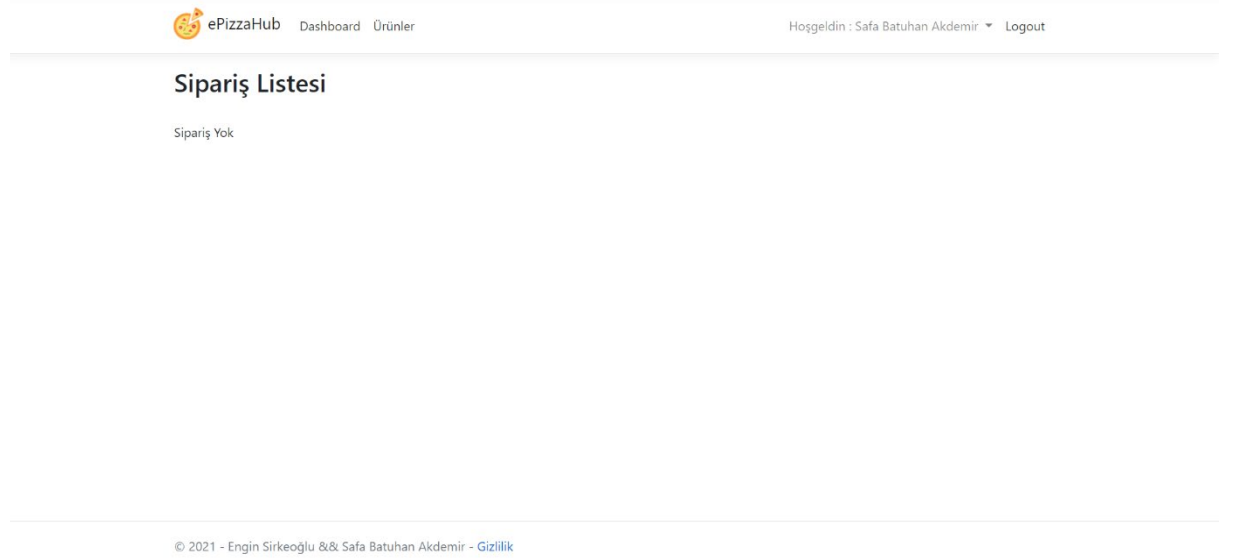 ePizzaHub Dashboard Ürünler Hoşgeldin : Safa Batuhan Akdemir Logout
Sipariş Listesi
Sipariş Yok
© 2021 - Engin Sirkeoğlu && Safa Batuhan Akdemir - Gizlilik